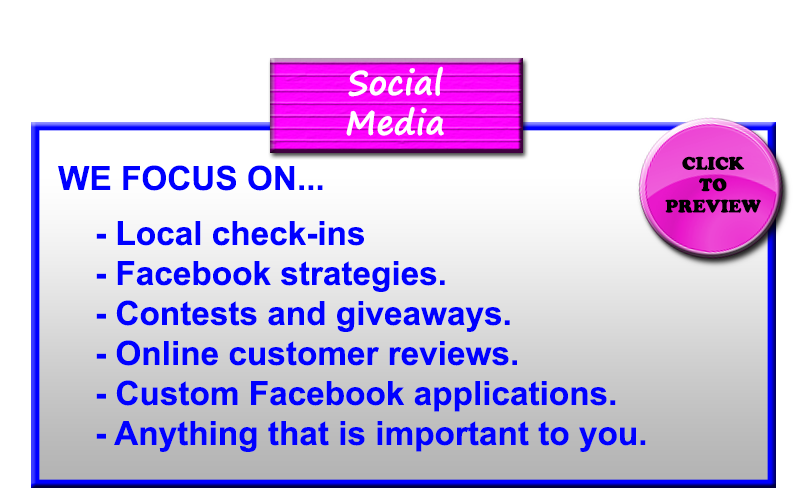 Social
Media
CLICK
TO
PREVIEW
WE FOCUS ON...
- Local check-ins
- Facebook strategies.
- Contests and giveaways.
- Online customer reviews.
- Custom Facebook applications.
- Anything that is important to you.